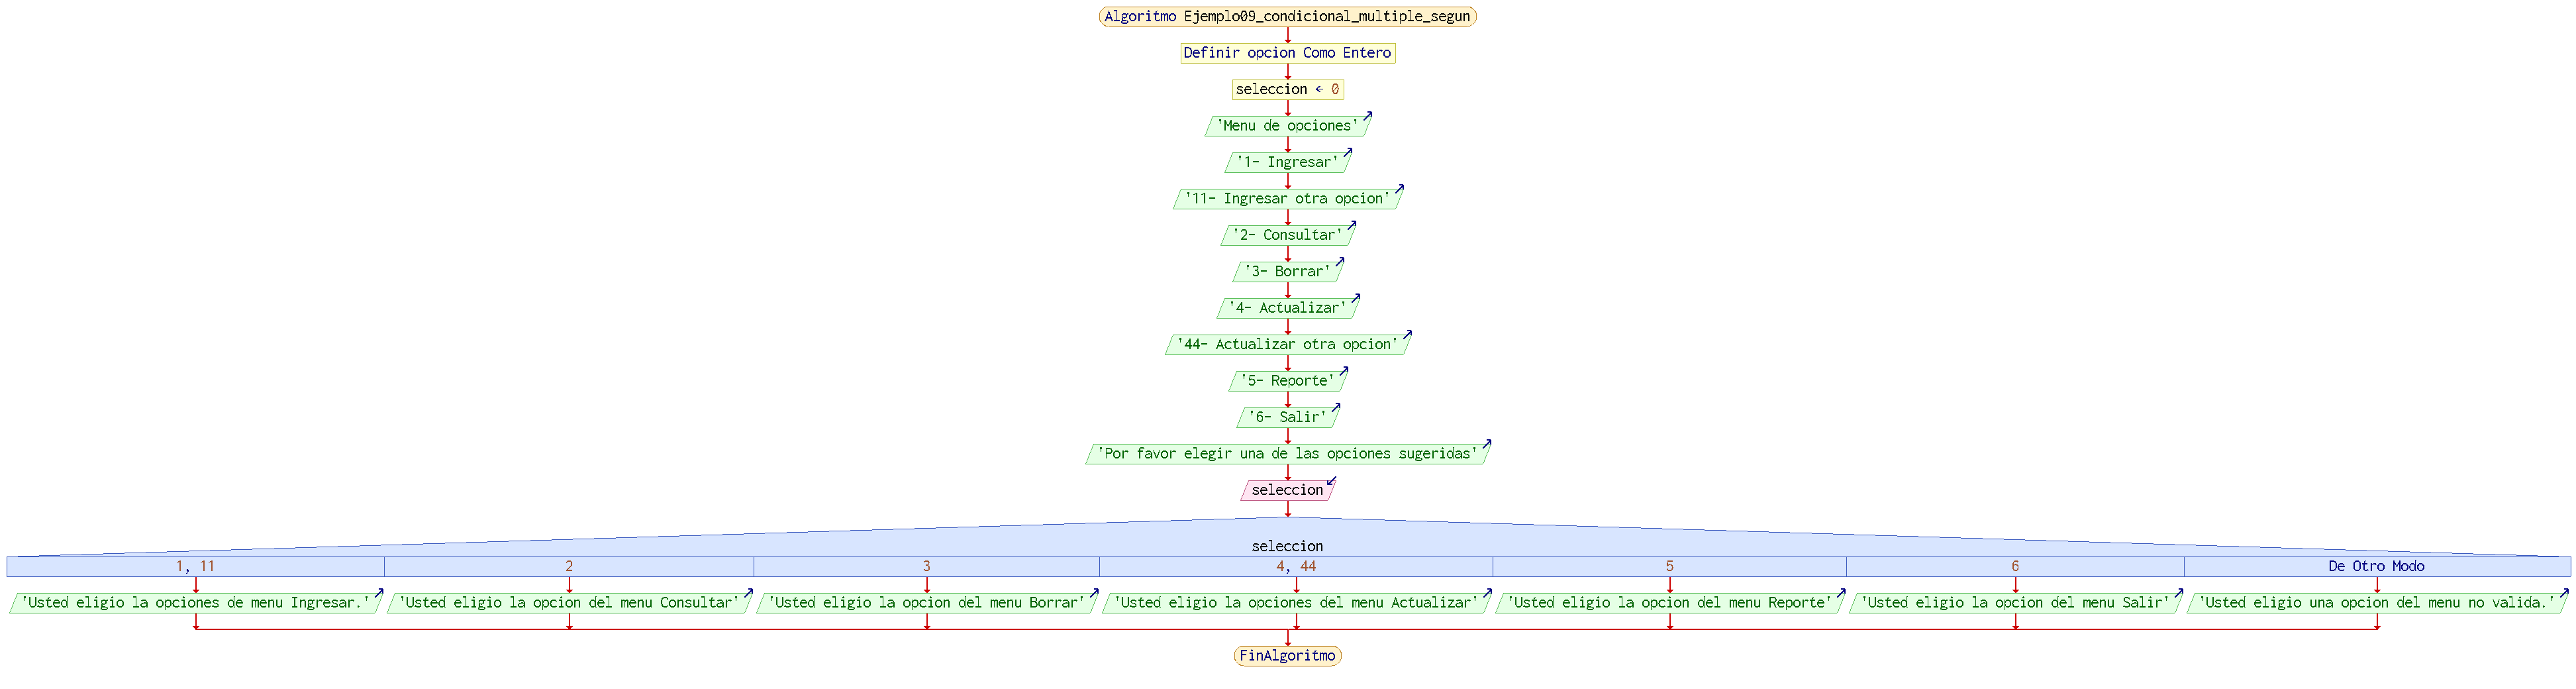 Algoritmo Ejemplo09_condicional_multiple_segun
Definir opcion Como Entero
seleccion ← 0
'Menu de opciones'
'1- Ingresar'
'11- Ingresar otra opcion'
'2- Consultar'
'3- Borrar'
'4- Actualizar'
'44- Actualizar otra opcion'
'5- Reporte'
'6- Salir'
'Por favor elegir una de las opciones sugeridas'
seleccion
seleccion
1, 11 2 3 4, 44 5 6 De Otro Modo
'Usted eligio la opciones de menu Ingresar.' 'Usted eligio la opcion del menu Consultar' 'Usted eligio la opcion del menu Borrar' 'Usted eligio la opciones del menu Actualizar' 'Usted eligio la opcion del menu Reporte' 'Usted eligio la opcion del menu Salir' 'Usted eligio una opcion del menu no valida.'
FinAlgoritmo